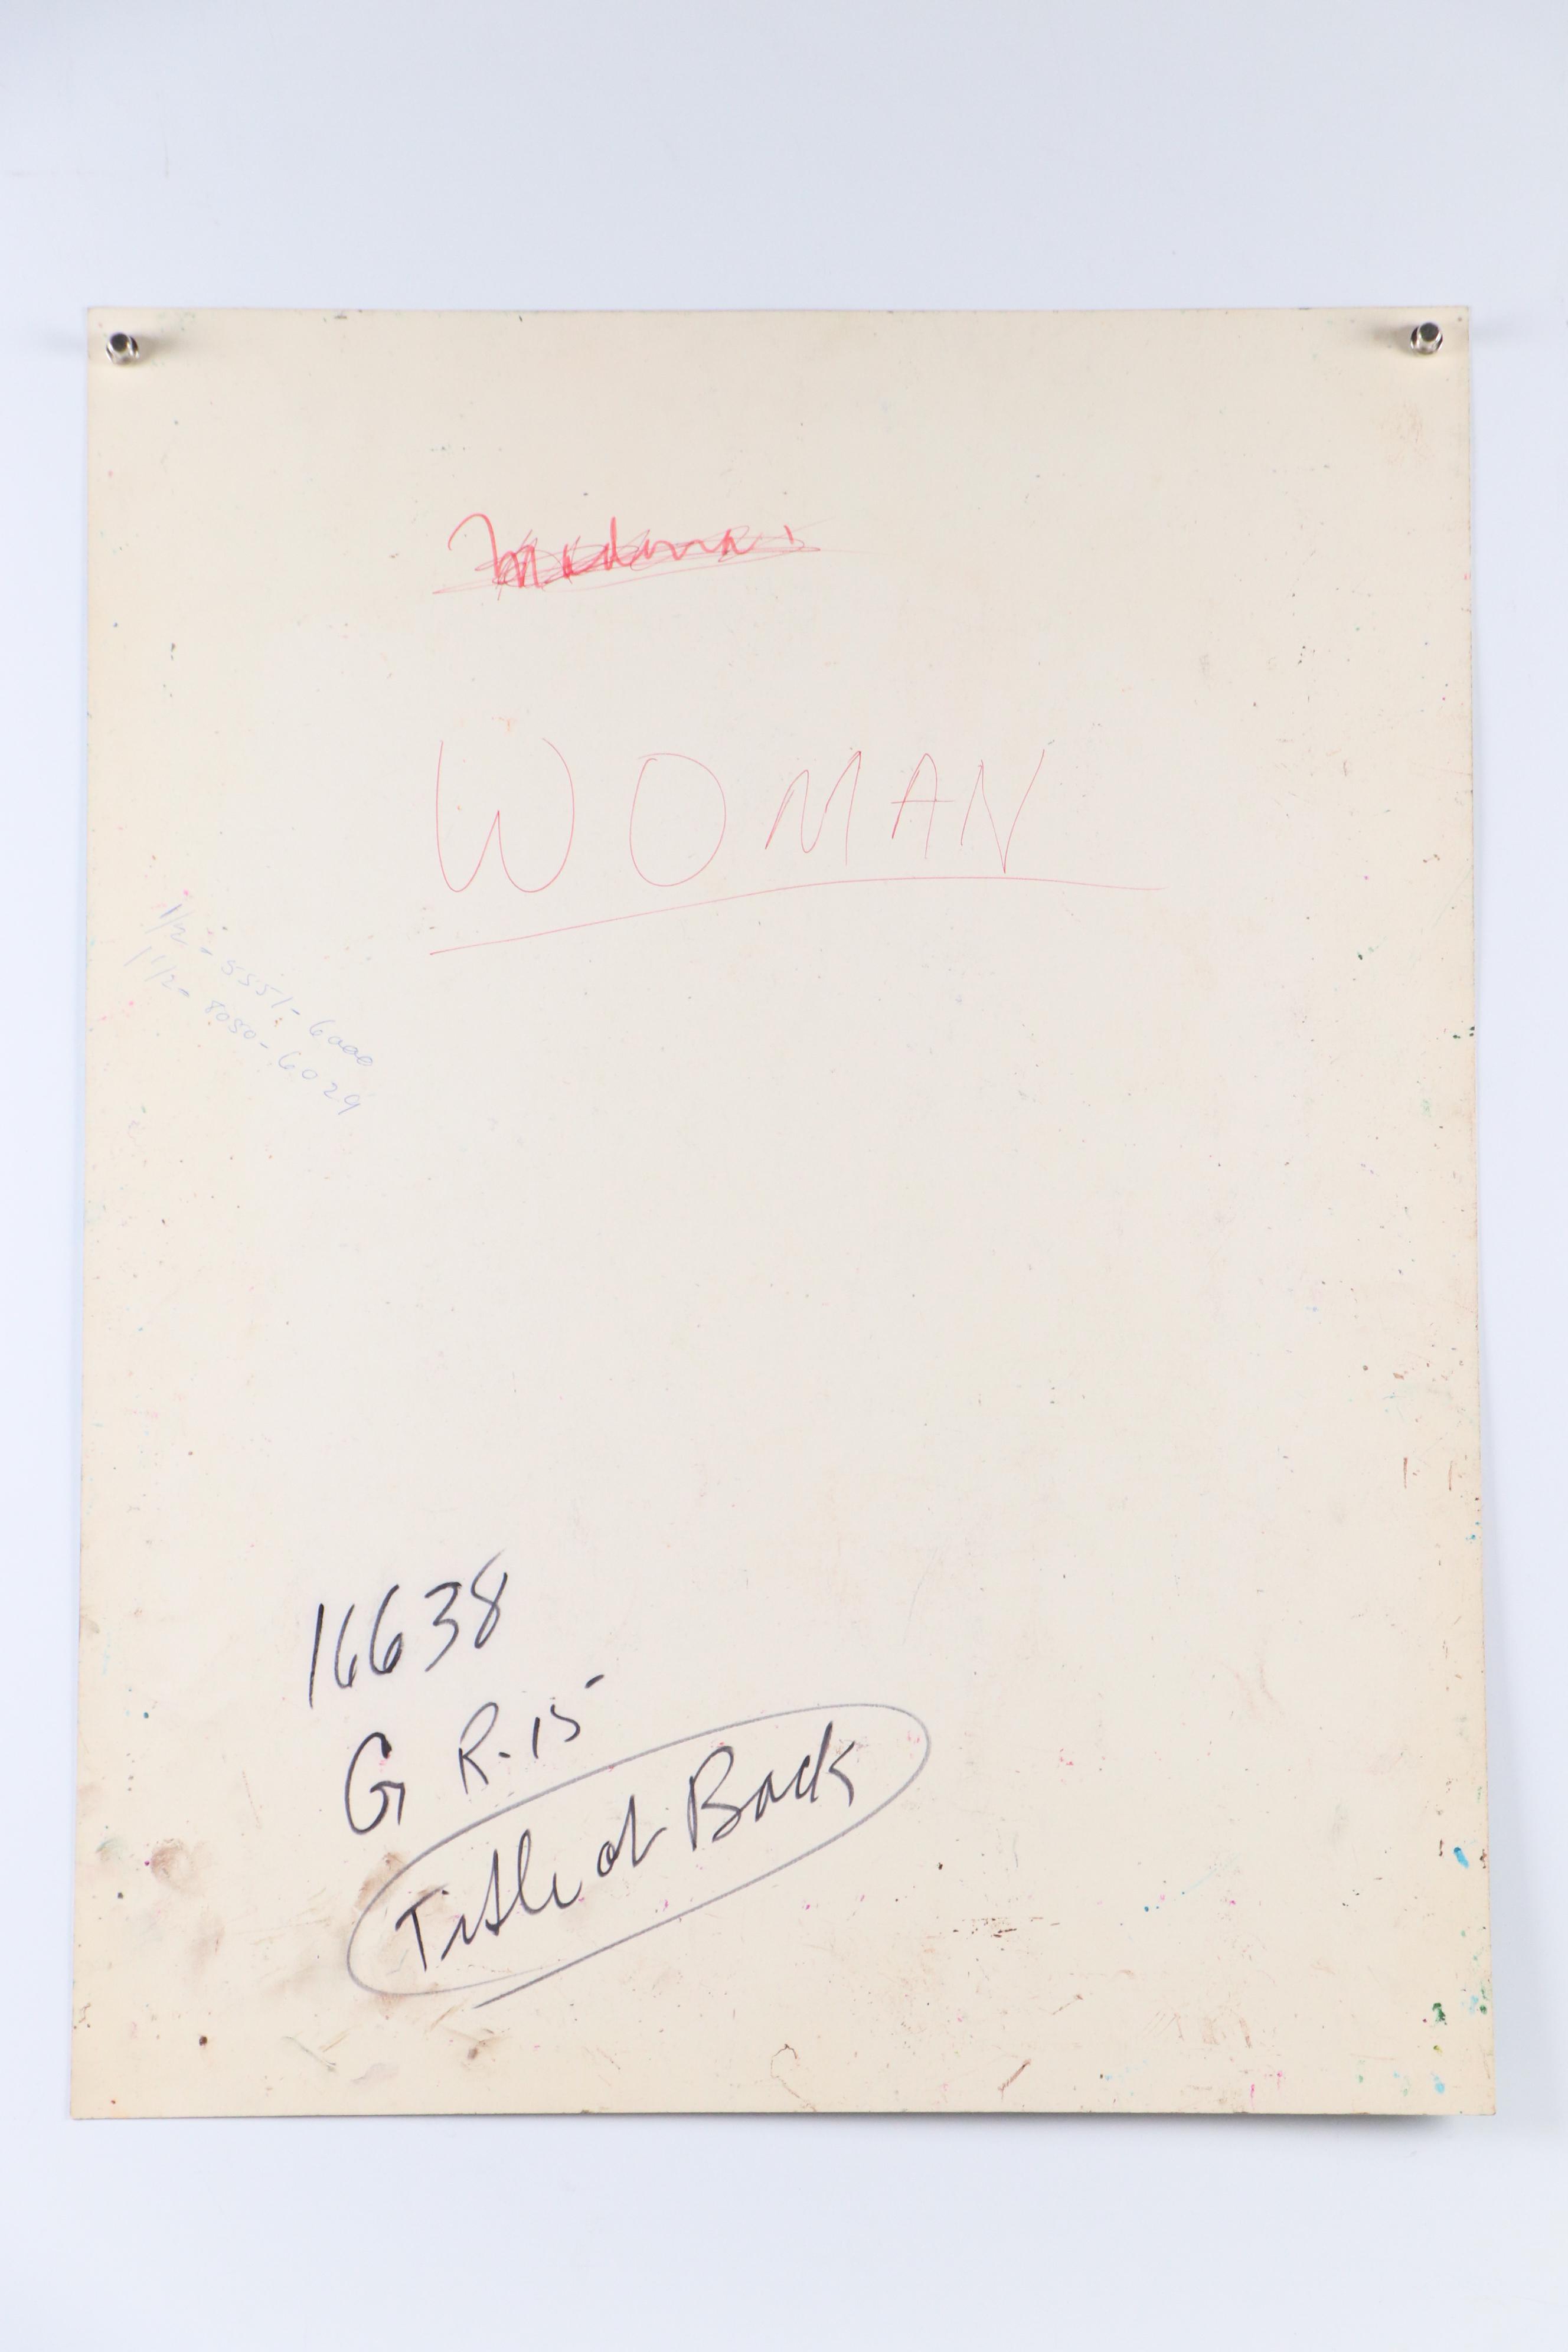 WOMAN
1/2 - 5551 - 6000
1 1/2 - 8050 - 6029
16638
G R-15
Title at Back